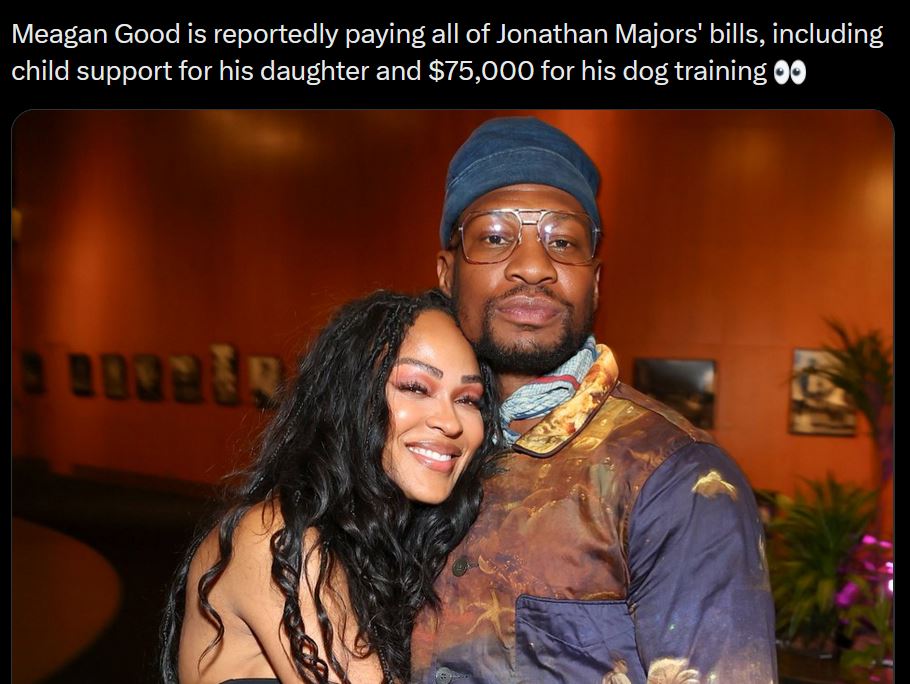 Meagan Good is reportedly paying all of Jonathan Majors' bills, including
child support for his daughter and $75,000 for his dog training 👀